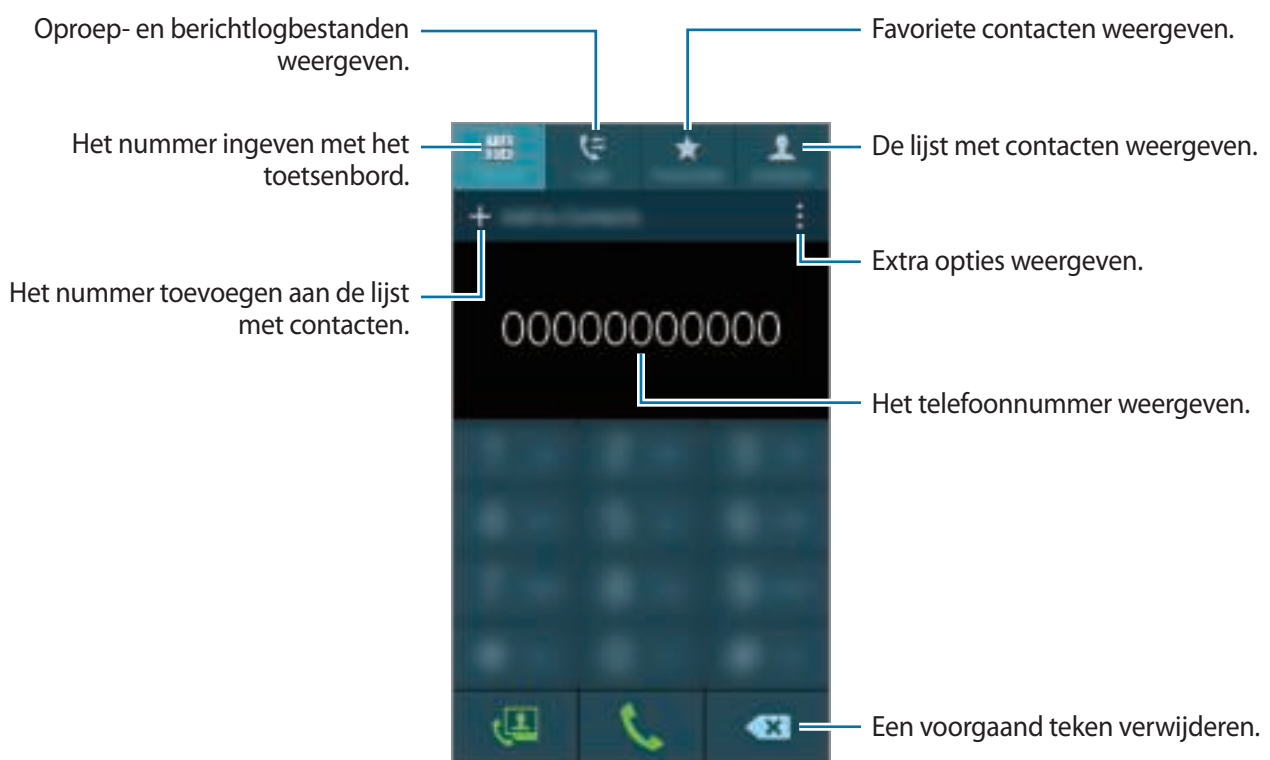 Oproep- en berichtlogbestanden
weergeven.
Favoriete contacten weergeven.
Het nummer ingeven met het
toetsenbord.
De lijst met contacten weergeven.
Extra opties weergeven.
Het nummer toevoegen aan de lijst
met contacten.
00000000000
Het telefoonnummer weergeven.
Een voorgaand teken verwijderen.